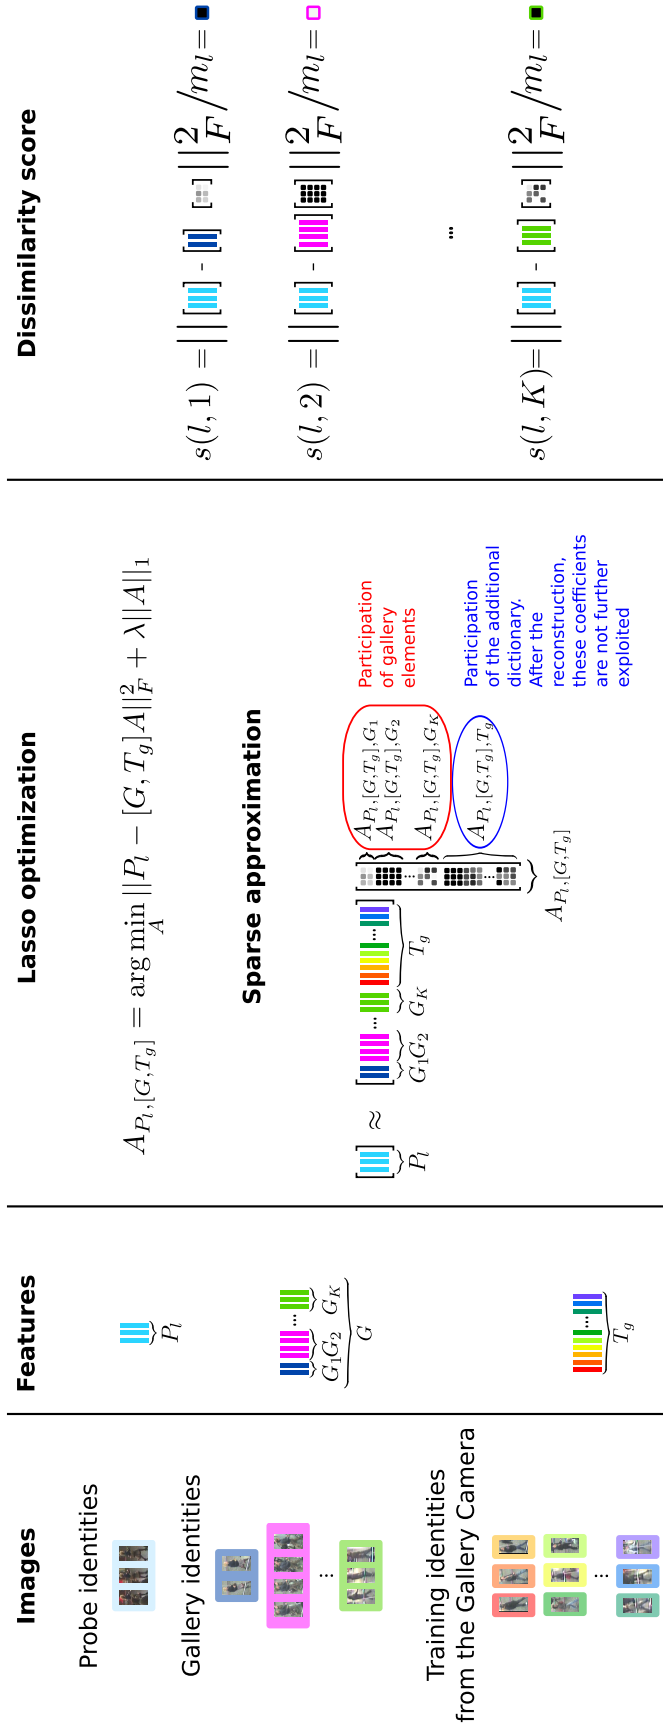 Images
Probe identities
Gallery identities
...
Training identities
from the Gallery Camera
...
Features
P_l
...
G_1 G_2 G_K
G
...
T_g
Lasso optimization
A_{P_l,[G,T_g]} = arg min_A ||P_l − [G, T_g]A||_F^2 + λ||A||_1
Sparse approximation
≈
... ...
P_l G_1 G_2 G_K T_g
A_{P_l,[G,T_g],G_1}
A_{P_l,[G,T_g],G_2}
...
A_{P_l,[G,T_g],G_K}
A_{P_l,[G,T_g],T_g}
...
A_{P_l,[G,T_g]}
Participation
of gallery
elements
Participation
of the additional
dictionary.
After the
reconstruction,
these coefficients
are not further
exploited
Dissimilarity score
s(l, 1) = || - ||_F^2 /m_l =
s(l, 2) = || - ||_F^2 /m_l =
...
s(l, K) = || - ||_F^2 /m_l =